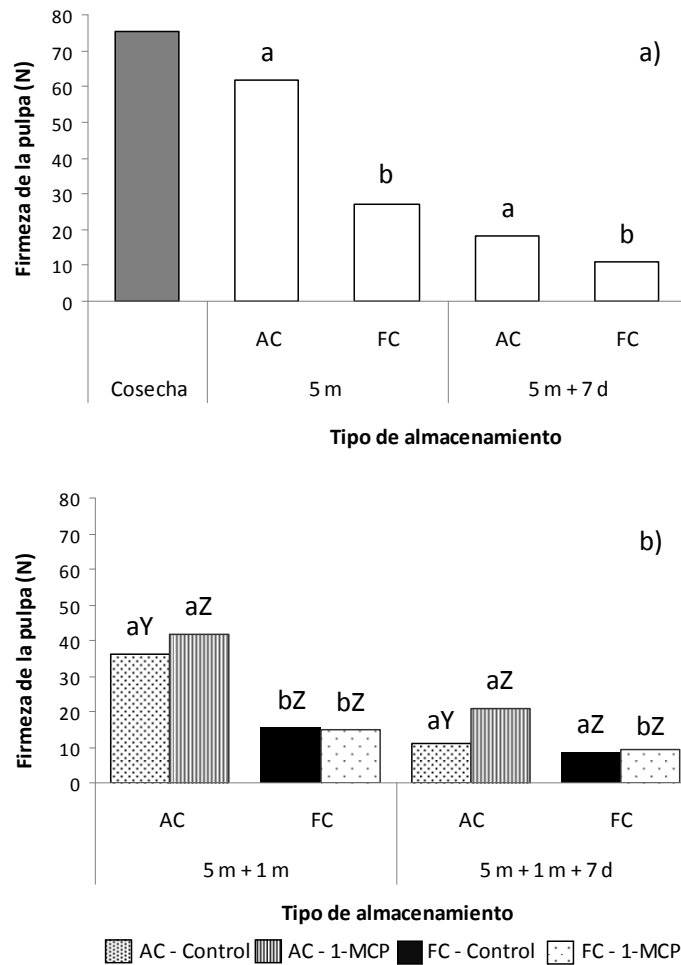 80
70
60
50
40
30
20
10
0
Firmeza de la pulpa (N)
a)
a
b
a
b
AC FC AC FC
Cosecha 5 m 5 m + 7 d
Tipo de almacenamiento
80
70
60
50
40
30
20
10
0
Firmeza de la pulpa (N)
b)
aY aZ bZ bZ aY aZ aZ bZ
AC FC AC FC
5 m + 1 m 5 m + 1 m + 7 d
Tipo de almacenamiento
AC - Control AC - 1-MCP FC - Control FC - 1-MCP